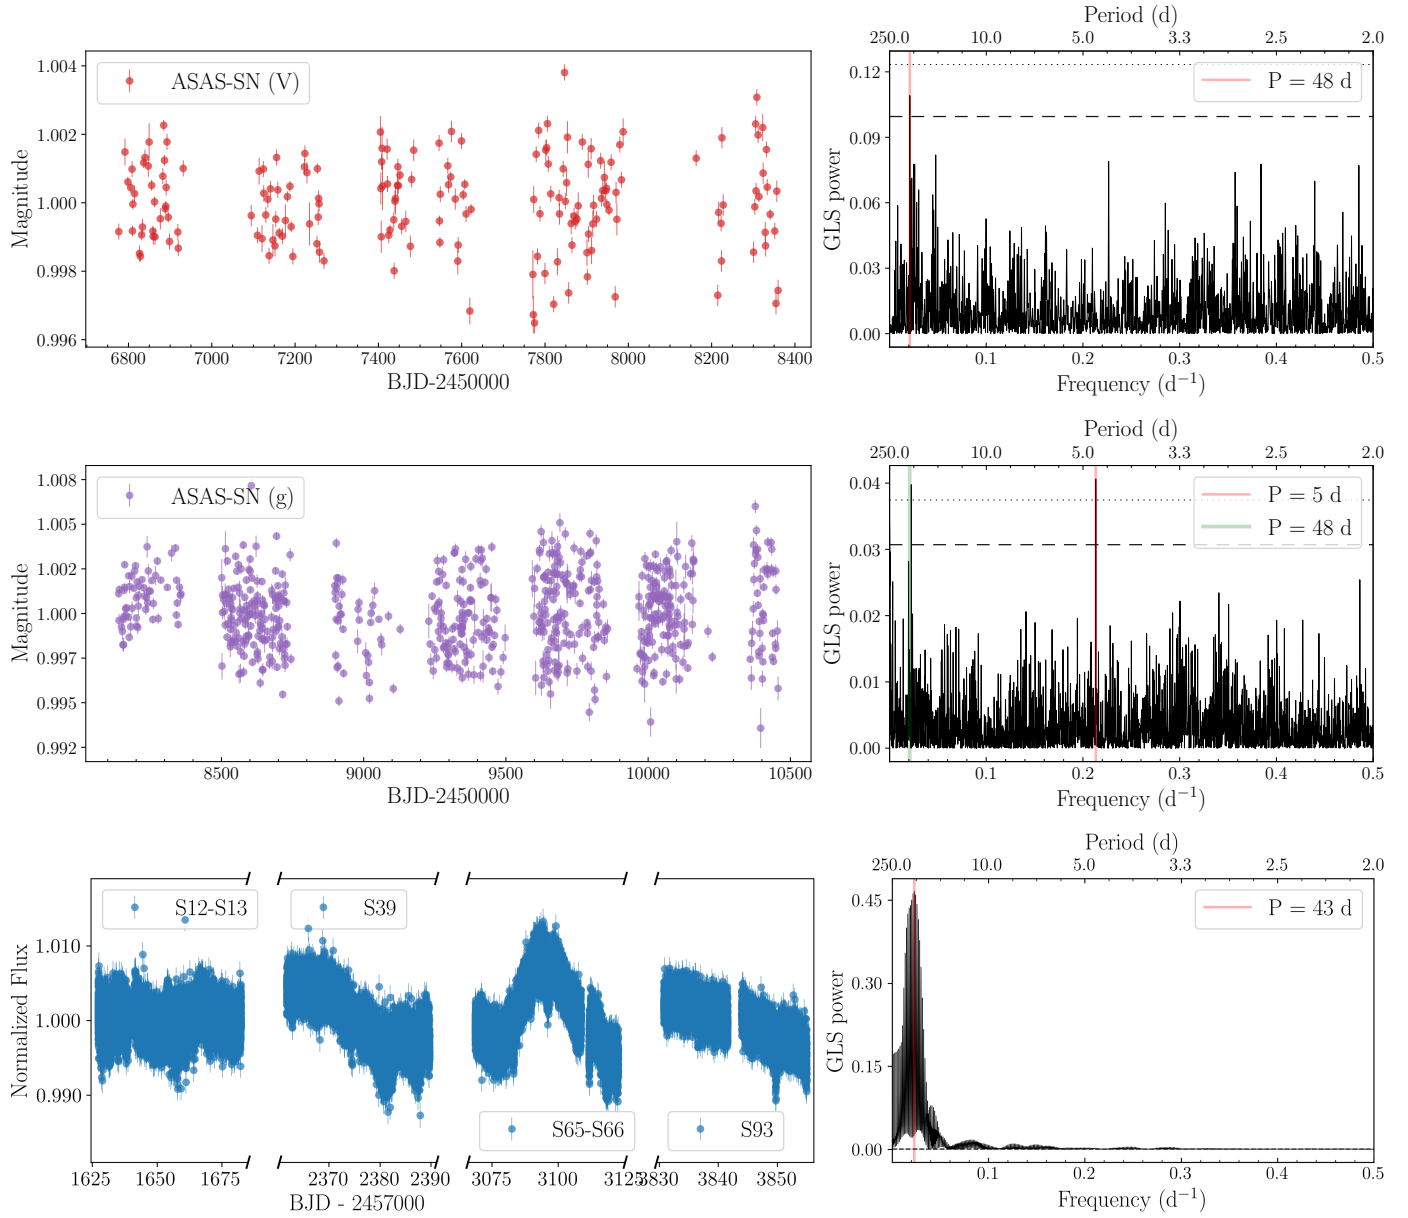 Period (d)
250.0 10.0 5.0 3.3 2.5 2.0
1.004
1.002
1.000
0.998
0.996
Magnitude
ASAS-SN (V)
6800 7000 7200 7400 7600 7800 8000 8200 8400
BJD-2450000
0.12
0.09
0.06
0.03
0.00
GLS power
P = 48 d
0.1 0.2 0.3 0.4 0.5
Frequency (d⁻¹)
Period (d)
250.0 10.0 5.0 3.3 2.5 2.0
1.008
1.005
1.002
1.000
0.997
0.995
0.992
Magnitude
ASAS-SN (g)
8500 9000 9500 10000 10500
BJD-2450000
0.04
0.03
0.02
0.01
0.00
GLS power
P = 5 d
P = 48 d
0.1 0.2 0.3 0.4 0.5
Frequency (d⁻¹)
Period (d)
250.0 10.0 5.0 3.3 2.5 2.0
1.010
1.000
0.990
Normalized Flux
S12-S13
S39
S65-S66
S93
1625 1650 1675 2370 2380 2390 3075 3100 3125 3830 3840 3850
BJD - 2457000
0.45
0.30
0.15
0.00
GLS power
P = 43 d
0.1 0.2 0.3 0.4 0.5
Frequency (d⁻¹)